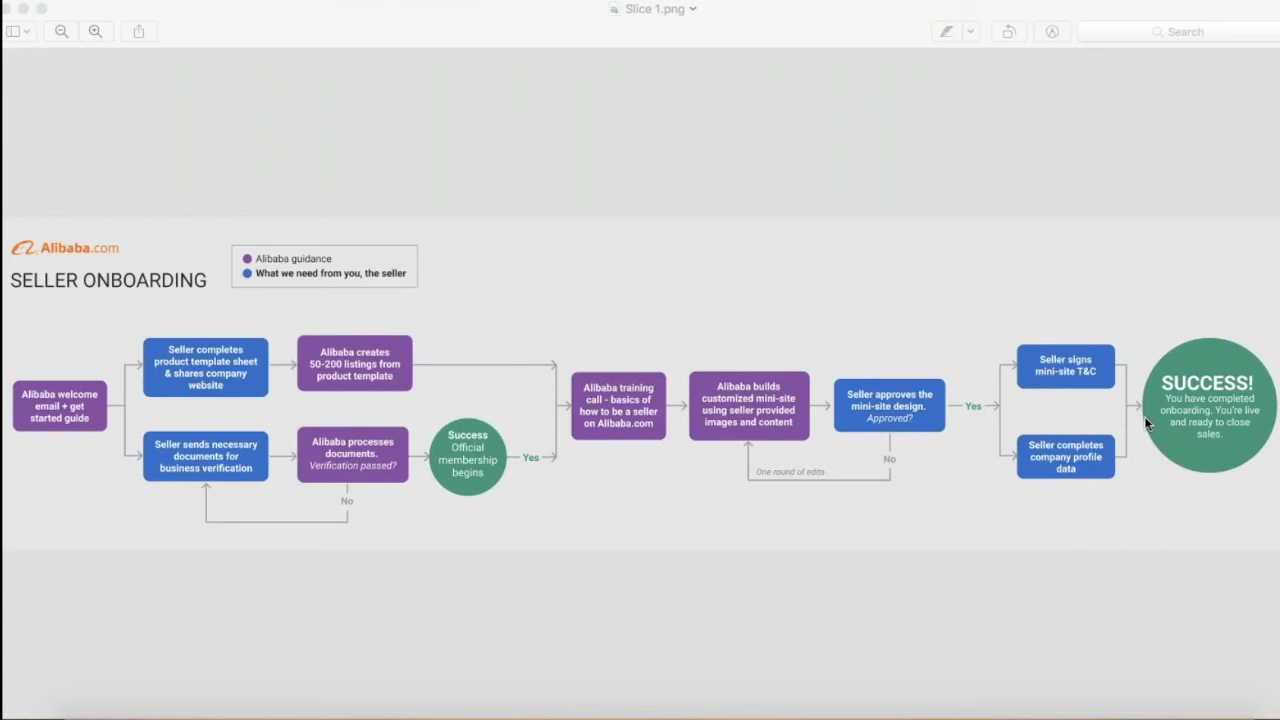 Slice 1.png
Search
Alibaba.com
SELLER ONBOARDING
Alibaba guidance
What we need from you, the seller
Alibaba welcome
email + get
started guide
Seller completes
product template sheet
& shares company
website
Alibaba creates
50-200 listings from
product template
Seller sends necessary
documents for
business verification
Alibaba processes
documents.
Verification passed?
No
Success
Official
membership
begins
Yes
Alibaba training
call - basics of
how to be a seller
on Alibaba.com
Alibaba builds
customized mini-site
using seller provided
images and content
Seller approves the
mini-site design.
Approved?
No
One round of edits
Yes
Seller signs
mini-site T&C
Seller completes
company profile
data
SUCCESS!
You have completed
onboarding. You're live
and ready to close
sales.